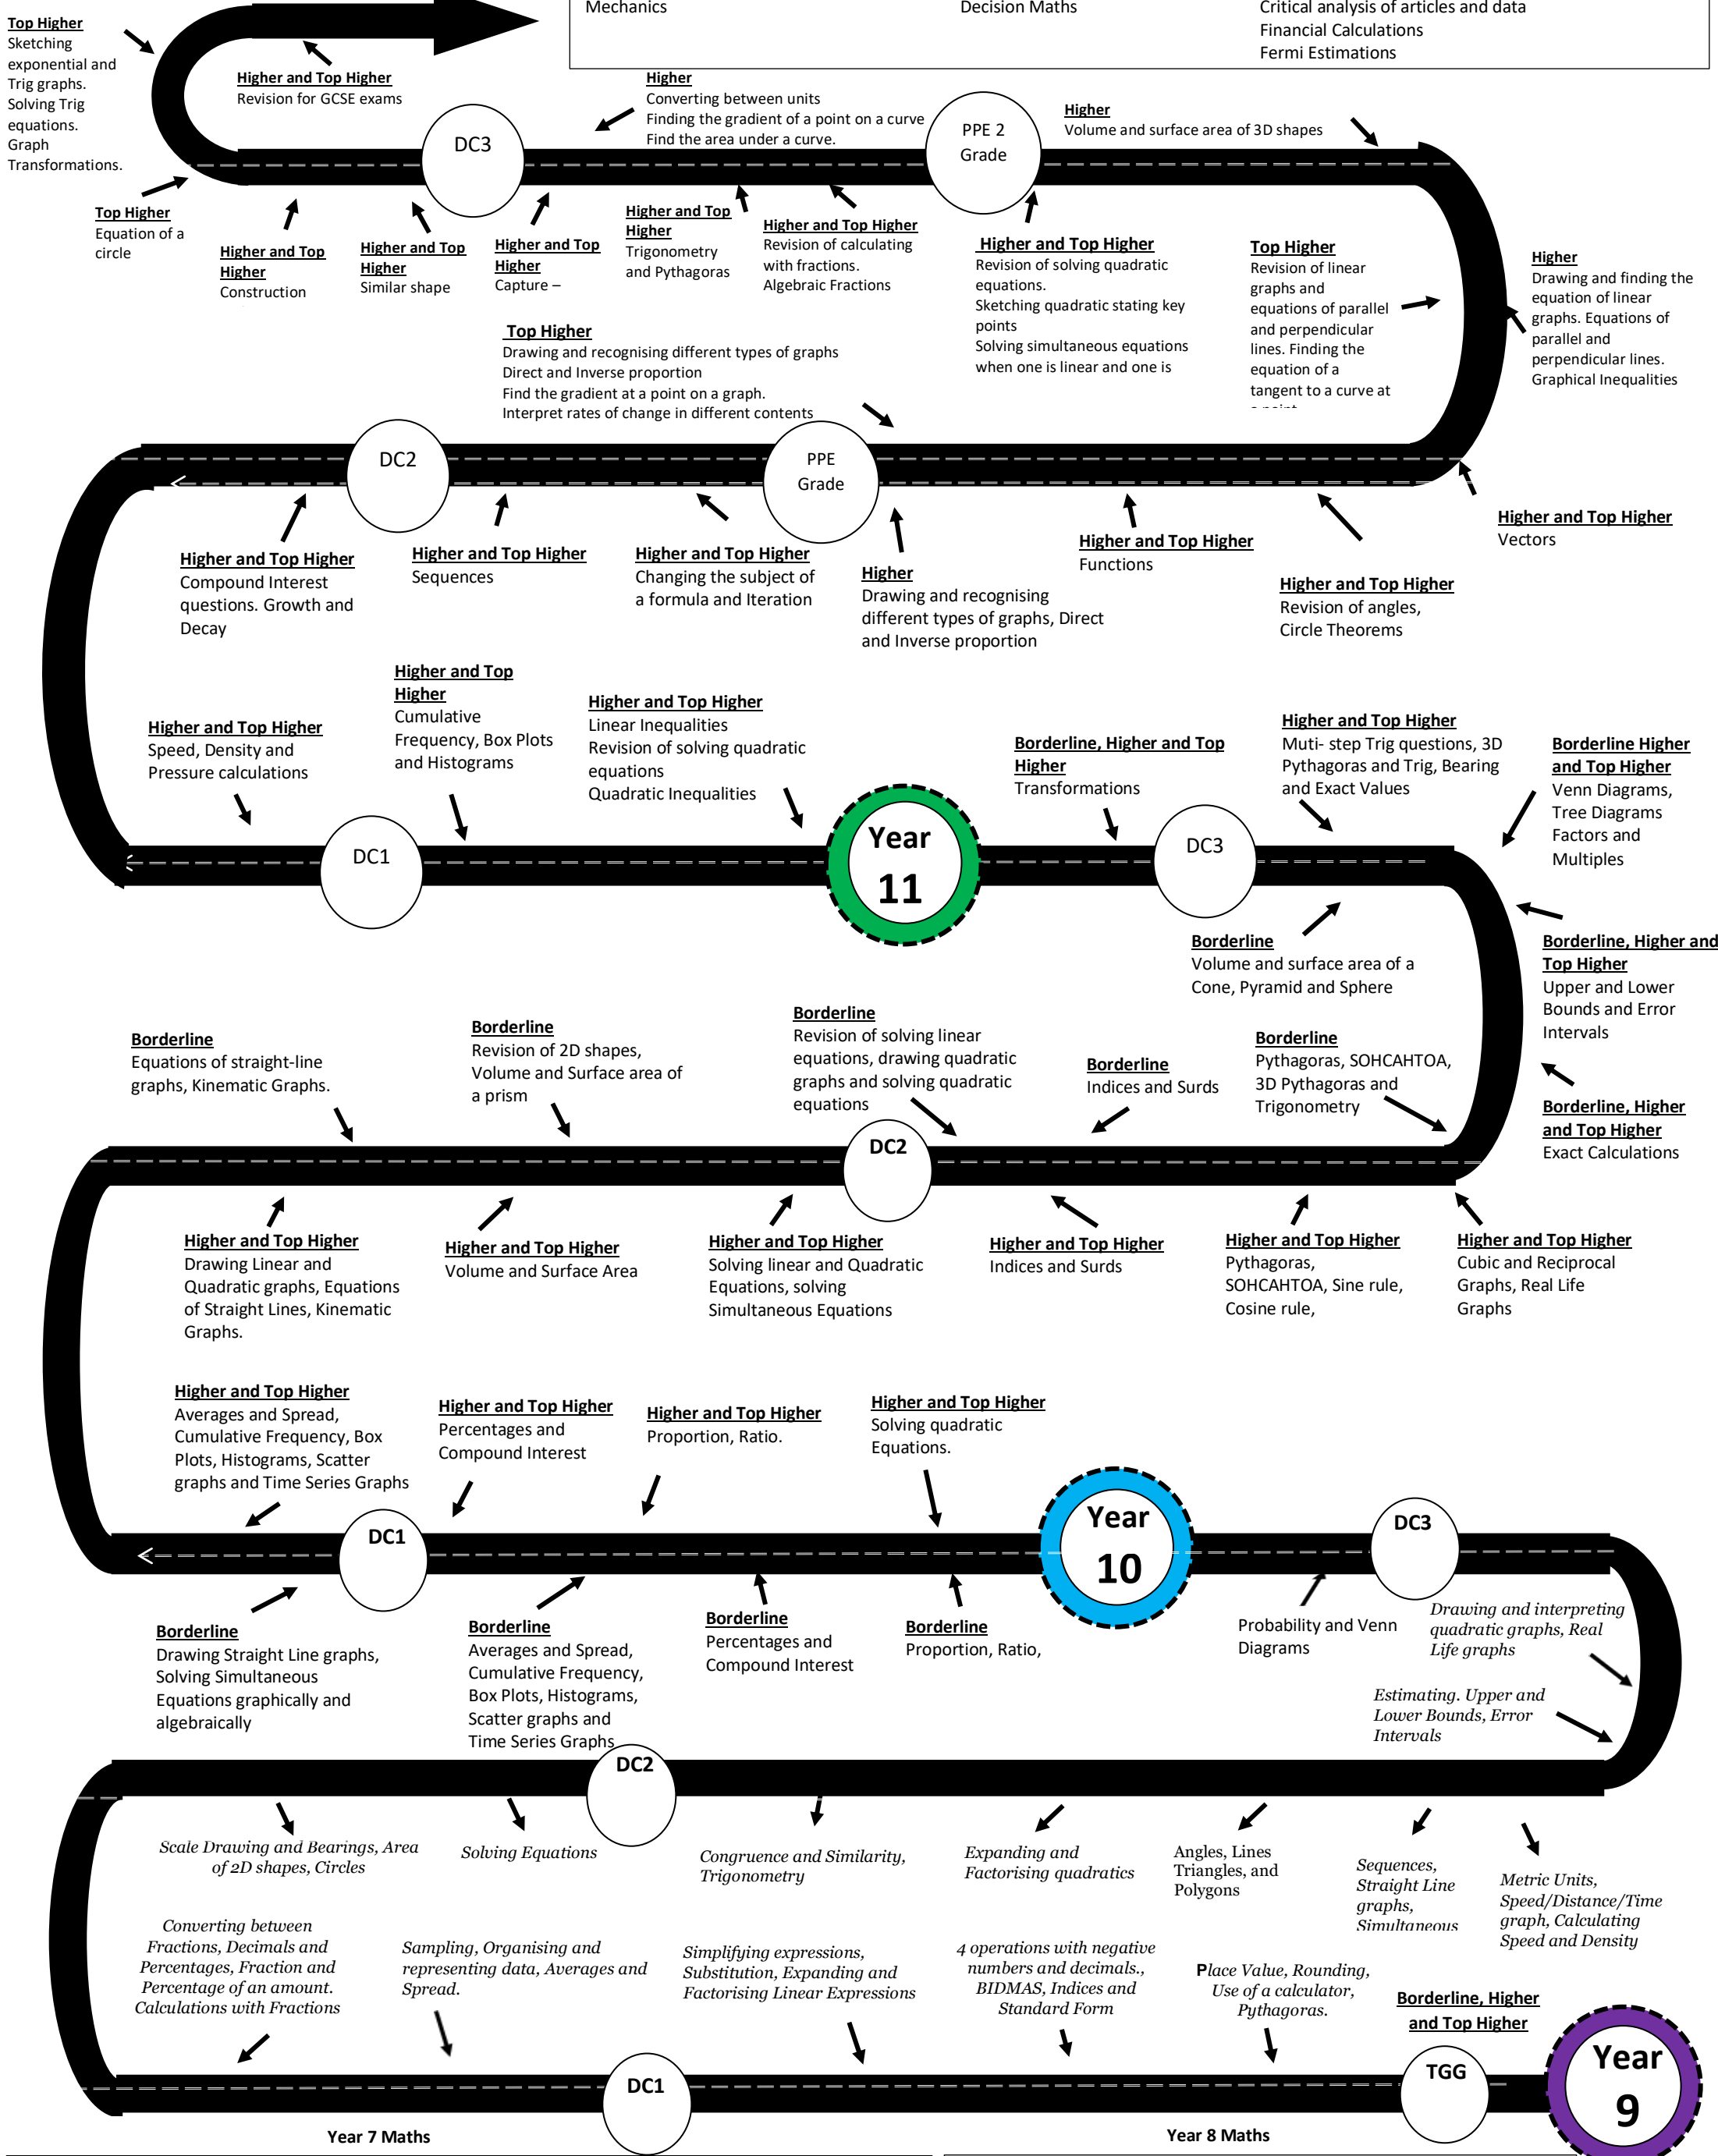 Mechanics
Decision Maths
Critical analysis of articles and data
Financial Calculations
Fermi Estimations
Top Higher
Sketching
exponential and
Trig graphs.
Solving Trig
equations.
Graph
Transformations.
Higher and Top Higher
Revision for GCSE exams
Higher
Converting between units
Finding the gradient of a point on a curve
Find the area under a curve.
Higher
Volume and surface area of 3D shapes
DC3
PPE 2
Grade
Top Higher
Equation of a
circle
Higher and Top
Higher
Construction
Higher and Top
Higher
Similar shape
Higher and Top
Higher
Capture –
Higher and Top
Higher
Trigonometry
and Pythagoras
Higher and Top Higher
Revision of calculating
with fractions.
Algebraic Fractions
Higher and Top Higher
Revision of solving quadratic
equations.
Sketching quadratic stating key
points
Solving simultaneous equations
when one is linear and one is
Top Higher
Revision of linear
graphs and
equations of parallel
and perpendicular
lines. Finding the
equation of a
tangent to a curve at
Higher
Drawing and finding the
equation of linear
graphs. Equations of
parallel and
perpendicular lines.
Graphical Inequalities
Top Higher
Drawing and recognising different types of graphs
Direct and Inverse proportion
Find the gradient at a point on a graph.
Interpret rates of change in different contents
DC2
PPE
Grade
Higher and Top Higher
Compound Interest
questions. Growth and
Decay
Higher and Top Higher
Sequences
Higher and Top Higher
Changing the subject of
a formula and Iteration
Higher
Drawing and recognising
different types of graphs, Direct
and Inverse proportion
Higher and Top Higher
Functions
Higher and Top Higher
Revision of angles,
Circle Theorems
Higher and Top Higher
Vectors
Higher and Top Higher
Speed, Density and
Pressure calculations
Higher and Top
Higher
Cumulative
Frequency, Box Plots
and Histograms
Higher and Top Higher
Linear Inequalities
Revision of solving quadratic
equations
Quadratic Inequalities
Borderline, Higher and Top
Higher
Transformations
Higher and Top Higher
Muti- step Trig questions, 3D
Pythagoras and Trig, Bearing
and Exact Values
Borderline Higher
and Top Higher
Venn Diagrams,
Tree Diagrams
Factors and
Multiples
DC1
Year
11
DC3
Borderline
Volume and surface area of a
Cone, Pyramid and Sphere
Borderline, Higher and
Top Higher
Upper and Lower
Bounds and Error
Intervals
Borderline
Equations of straight-line
graphs, Kinematic Graphs.
Borderline
Revision of 2D shapes,
Volume and Surface area of
a prism
Borderline
Revision of solving linear
equations, drawing quadratic
graphs and solving quadratic
equations
Borderline
Indices and Surds
Borderline
Pythagoras, SOHCAHTOA,
3D Pythagoras and
Trigonometry
Borderline, Higher
and Top Higher
Exact Calculations
DC2
Higher and Top Higher
Drawing Linear and
Quadratic graphs, Equations
of Straight Lines, Kinematic
Graphs.
Higher and Top Higher
Volume and Surface Area
Higher and Top Higher
Solving linear and Quadratic
Equations, solving
Simultaneous Equations
Higher and Top Higher
Indices and Surds
Higher and Top Higher
Pythagoras,
SOHCAHTOA, Sine rule,
Cosine rule,
Higher and Top Higher
Cubic and Reciprocal
Graphs, Real Life
Graphs
Higher and Top Higher
Averages and Spread,
Cumulative Frequency, Box
Plots, Histograms, Scatter
graphs and Time Series Graphs
Higher and Top Higher
Percentages and
Compound Interest
Higher and Top Higher
Proportion, Ratio.
Higher and Top Higher
Solving quadratic
Equations.
DC1
Year
10
DC3
Borderline
Drawing Straight Line graphs,
Solving Simultaneous
Equations graphically and
algebraically
Borderline
Averages and Spread,
Cumulative Frequency,
Box Plots, Histograms,
Scatter graphs and
Time Series Graphs
Borderline
Percentages and
Compound Interest
Borderline
Proportion, Ratio,
Probability and Venn
Diagrams
Drawing and interpreting
quadratic graphs, Real
Life graphs
Estimating. Upper and
Lower Bounds, Error
Intervals
DC2
Scale Drawing and Bearings, Area
of 2D shapes, Circles
Solving Equations
Congruence and Similarity,
Trigonometry
Expanding and
Factorising quadratics
Angles, Lines
Triangles, and
Polygons
Sequences,
Straight Line
graphs,
Simultaneous
Metric Units,
Speed/Distance/Time
graph, Calculating
Speed and Density
Converting between
Fractions, Decimals and
Percentages, Fraction and
Percentage of an amount.
Calculations with Fractions
Sampling, Organising and
representing data, Averages and
Spread.
Simplifying expressions,
Substitution, Expanding and
Factorising Linear Expressions
4 operations with negative
numbers and decimals.,
BIDMAS, Indices and
Standard Form
Place Value, Rounding,
Use of a calculator,
Pythagoras.
Borderline, Higher
and Top Higher
DC1
TGG
Year
9
Year 7 Maths
Year 8 Maths